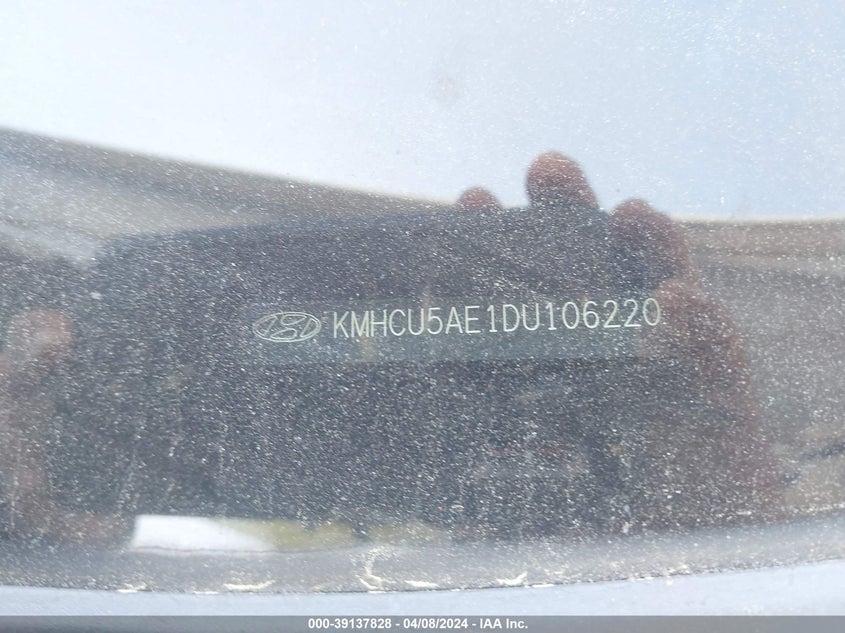 KMHCU5AE1DU106220
000-39137828 - 04/08/2024 - IAA Inc.